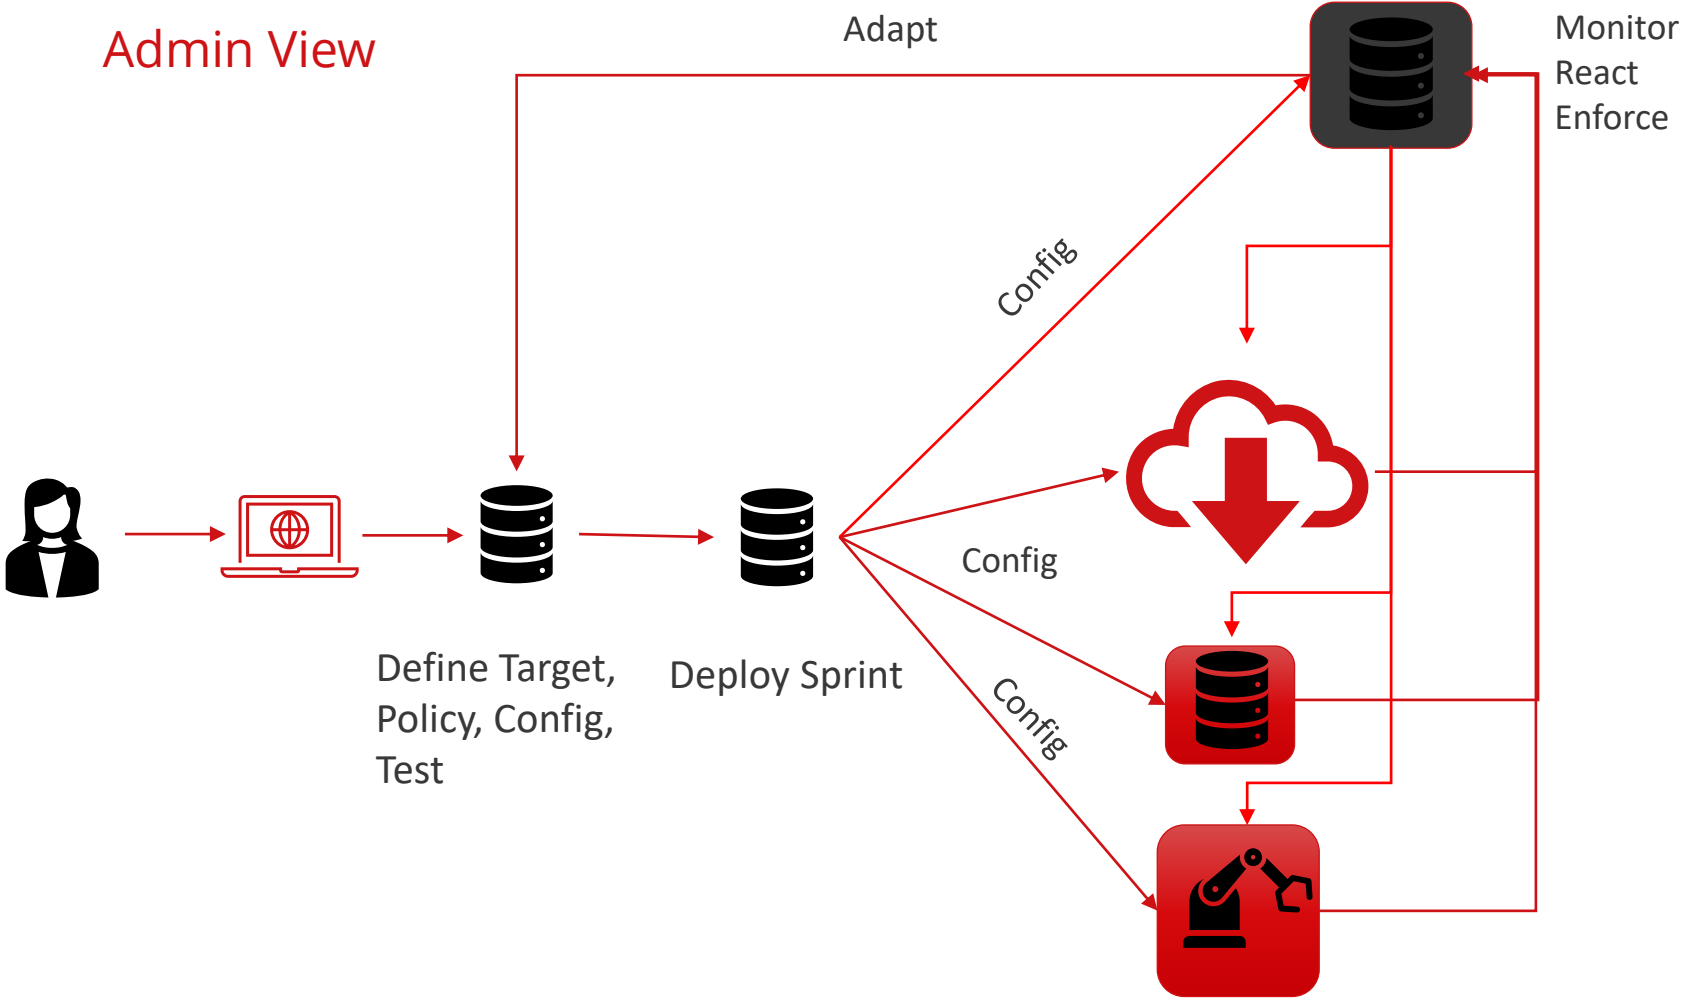 Admin View
Adapt
Monitor
React
Enforce
Config
Config
Config
Define Target,
Policy, Config,
Test
Deploy Sprint